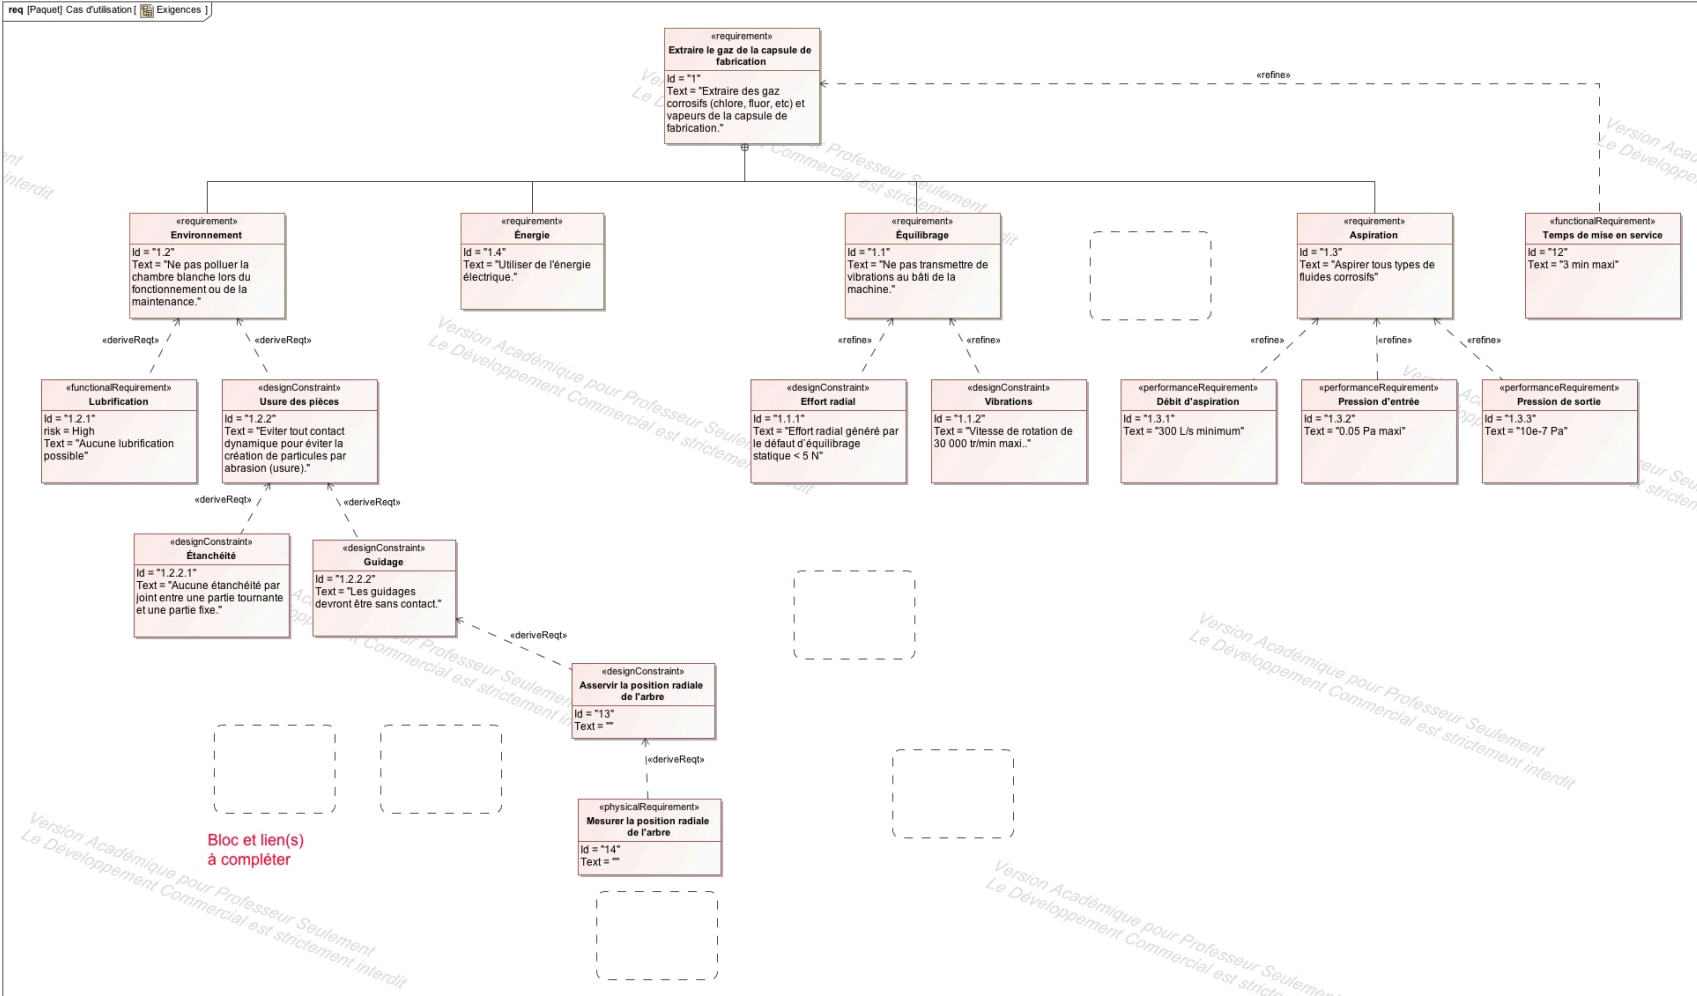 req [Paquet] Cas d'utilisation [ Exigences ]
«requirement»
Extraire le gaz de la capsule de
fabrication
Id = "1"
Text = "Extraire des gaz
corrosifs (chlore, fluor, etc) et
vapeurs de la capsule de
fabrication."
«refine»
«requirement»
Environnement
Id = "1.2"
Text = "Ne pas polluer la
chambre blanche lors du
fonctionnement ou de la
maintenance."
«requirement»
Énergie
Id = "1.4"
Text = "Utiliser de l'énergie
électrique."
«requirement»
Équilibrage
Id = "1.1"
Text = "Ne pas transmettre de
vibrations au bâti de la
machine."
«requirement»
Aspiration
Id = "1.3"
Text = "Aspirer tous types de
fluides corrosifs"
«functionalRequirement»
Temps de mise en service
Id = "12"
Text = "3 min maxi"
«deriveReqt»
«deriveReqt»
«refine»
«refine»
«refine»
«refine»
«refine»
«functionalRequirement»
Lubrification
Id = "1.2.1"
risk = High
Text = "Aucune lubrification
possible"
«designConstraint»
Usure des pièces
Id = "1.2.2"
Text = "Eviter tout contact
dynamique pour éviter la
création de particules par
abrasion (usure)."
«designConstraint»
Effort radial
Id = "1.1.1"
Text = "Effort radial généré par
le défaut d'équilibrage
statique < 5 N"
«designConstraint»
Vibrations
Id = "1.1.2"
Text = "Vitesse de rotation de
30 000 tr/min maxi.."
«performanceRequirement»
Débit d'aspiration
Id = "1.3.1"
Text = "300 L/s minimum"
«performanceRequirement»
Pression d'entrée
Id = "1.3.2"
Text = "0.05 Pa maxi"
«performanceRequirement»
Pression de sortie
Id = "1.3.3"
Text = "10e-7 Pa"
«deriveReqt»
«deriveReqt»
«designConstraint»
Étanchéité
Id = "1.2.2.1"
Text = "Aucune étanchéité par
joint entre une partie tournante
et une partie fixe."
«designConstraint»
Guidage
Id = "1.2.2.2"
Text = "Les guidages
devront être sans contact."
«deriveReqt»
«designConstraint»
Asservir la position radiale
de l'arbre
Id = "13"
Text = ""
«deriveReqt»
«physicalRequirement»
Mesurer la position radiale
de l'arbre
Id = "14"
Text = ""
Bloc et lien(s)
à compléter
Version Académique pour Professeur Seulement
Le Développement Commercial est strictement interdit
Version Académique pour Professeur Seulement
Le Développement Commercial est strictement interdit